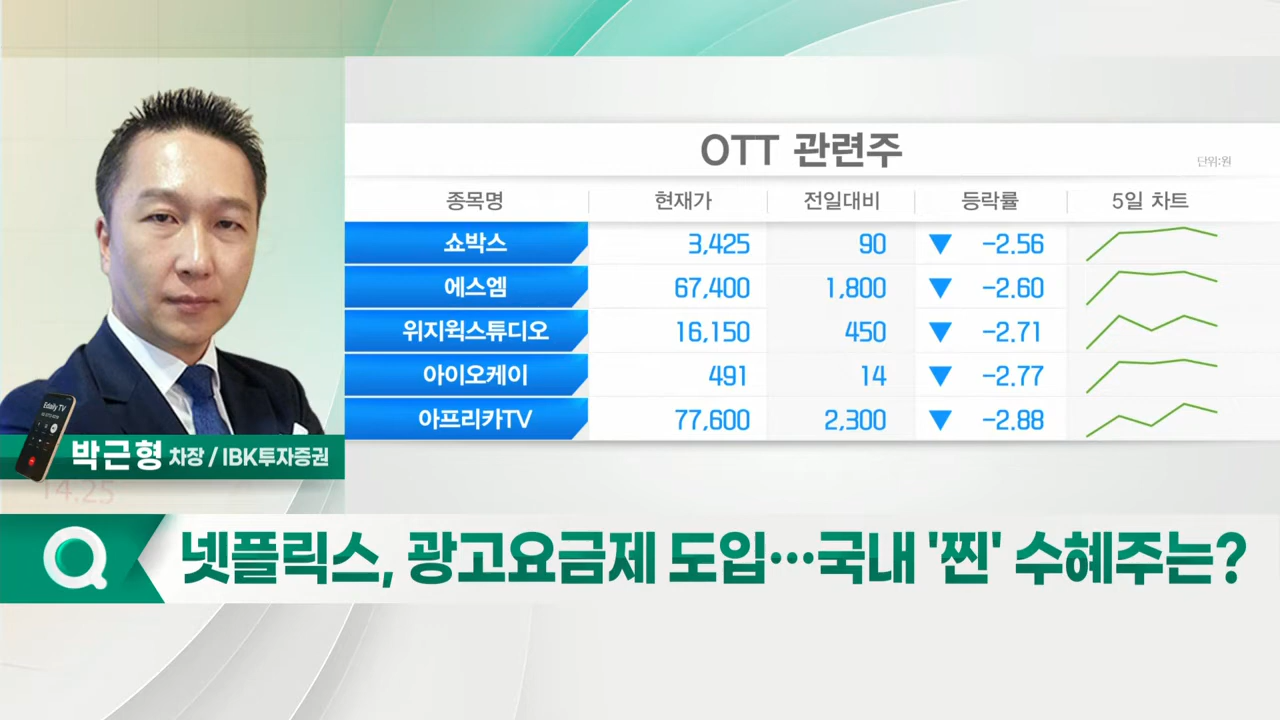 OTT 관련주
단위:원
종목명 현재가 전일대비 등락률 5일 차트
쇼박스 3,425 90 ▼ -2.56
에스엠 67,400 1,800 ▼ -2.60
위지윅스튜디오 16,150 450 ▼ -2.71
아이오케이 491 14 ▼ -2.77
아프리카TV 77,600 2,300 ▼ -2.88
Edaily TV
박근형 차장 / IBK투자증권
14.25
넷플릭스, 광고요금제 도입…국내 '찐' 수혜주는?